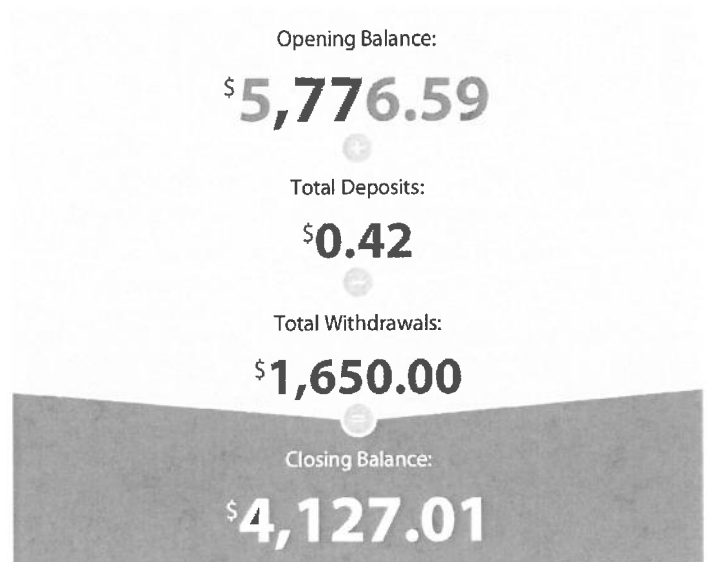 Opening Balance:
$5,776.59
+
Total Deposits:
$0.42
−
Total Withdrawals:
$1,650.00
=
Closing Balance:
$4,127.01